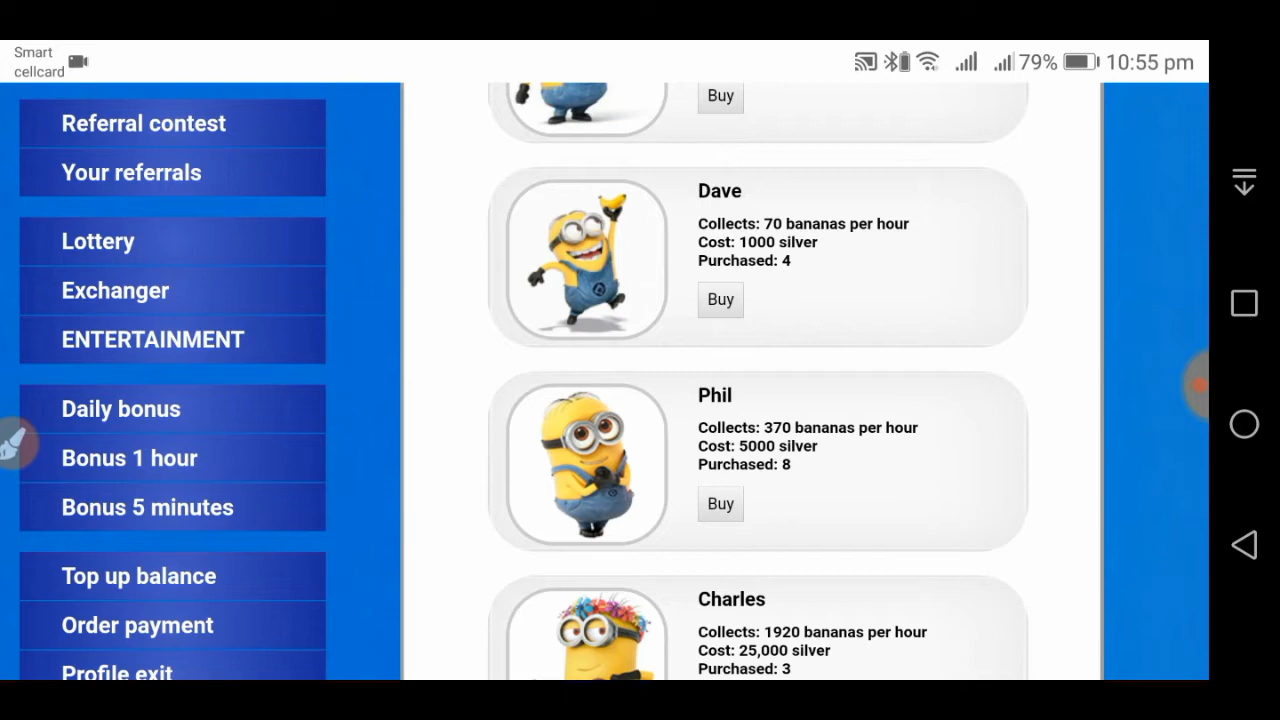 Smart
cellcard
79%
10:55 pm
Referral contest
Your referrals
Lottery
Exchanger
ENTERTAINMENT
Daily bonus
Bonus 1 hour
Bonus 5 minutes
Top up balance
Order payment
Profile exit
Buy
Dave
Collects: 70 bananas per hour
Cost: 1000 silver
Purchased: 4
Buy
Phil
Collects: 370 bananas per hour
Cost: 5000 silver
Purchased: 8
Buy
Charles
Collects: 1920 bananas per hour
Cost: 25,000 silver
Purchased: 3